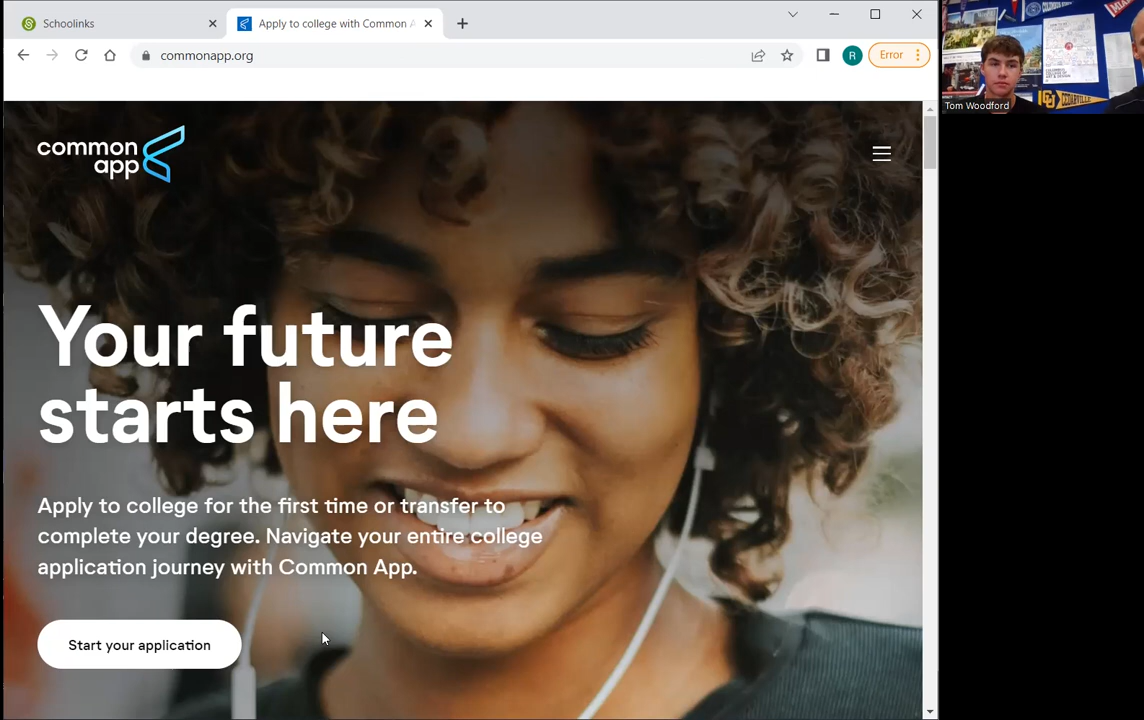 Schoolinks
Apply to college with Common A
commonapp.org
R
Error
common
app
Your future
starts here
Apply to college for the first time or transfer to
complete your degree. Navigate your entire college
application journey with Common App.
Start your application
Tom Woodford
CEDARVILLE